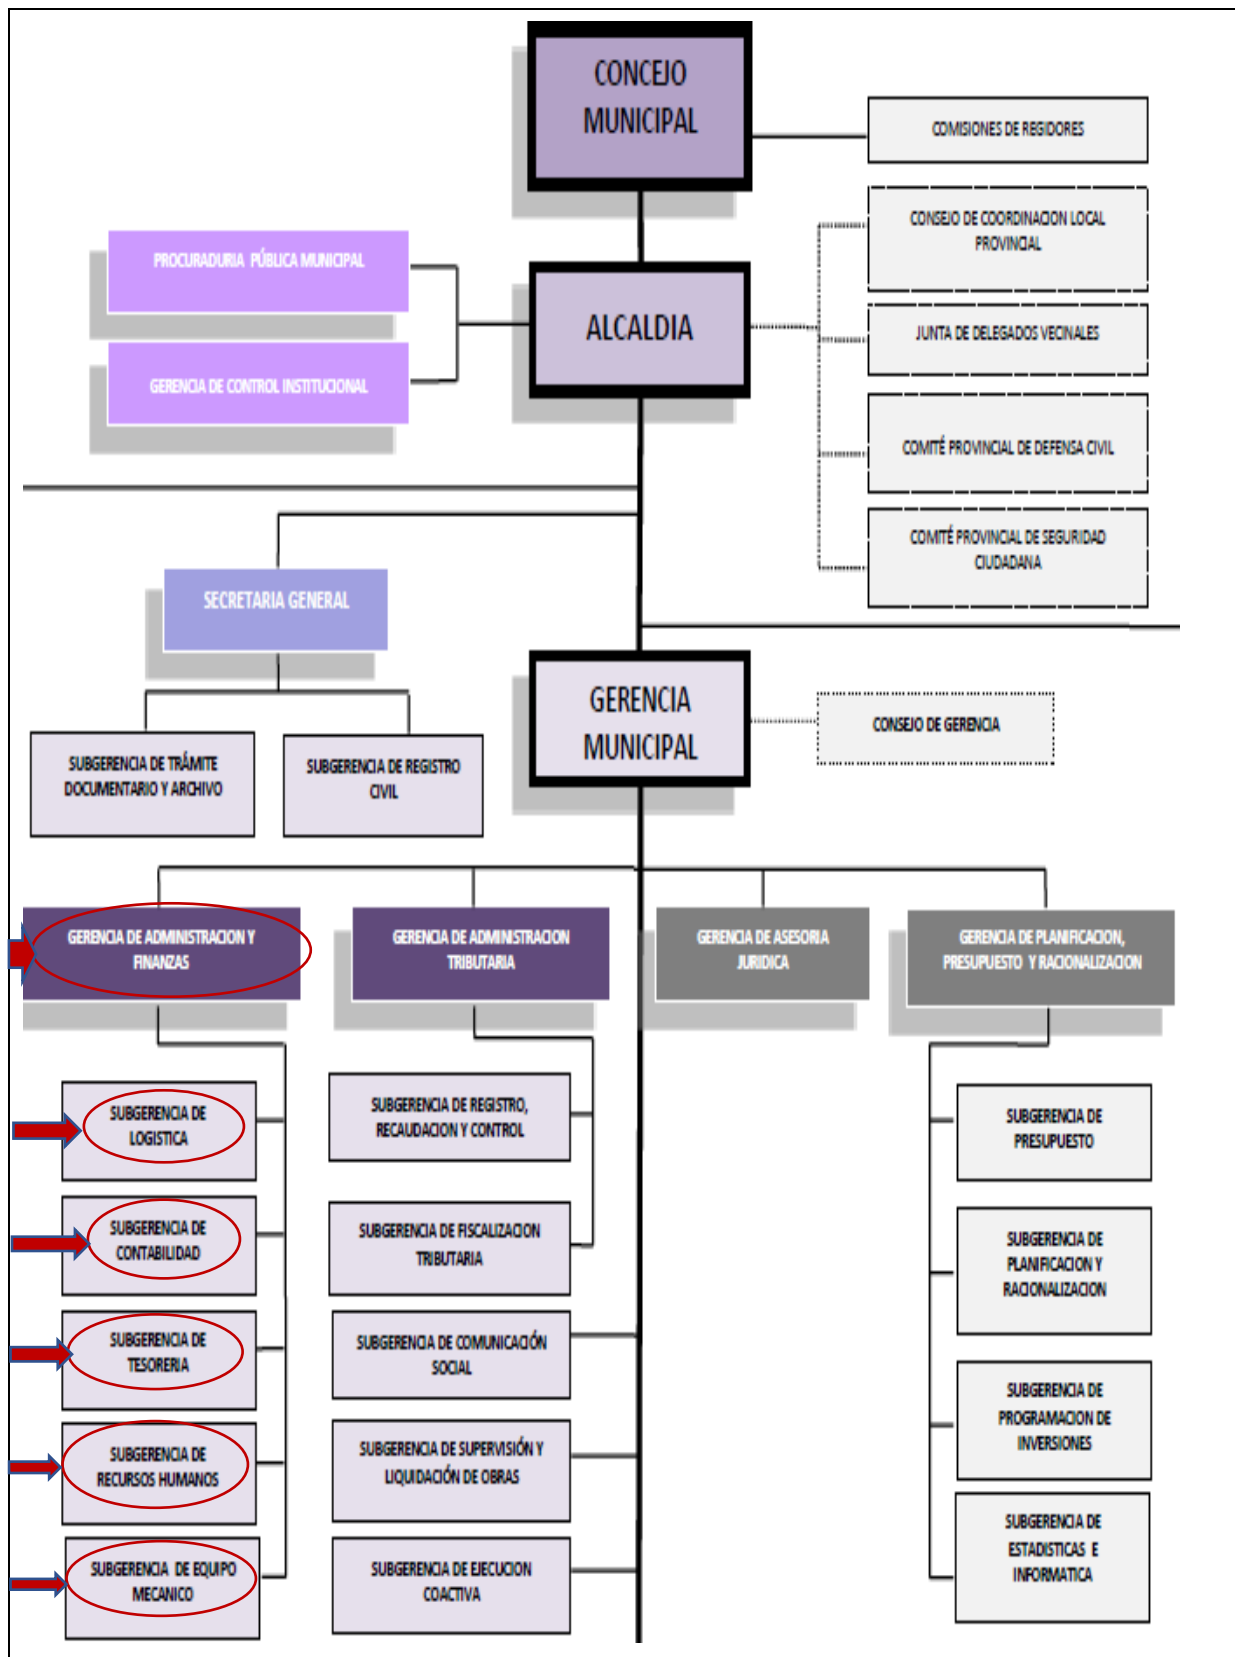 CONCEJO
MUNICIPAL
COMISIONES DE REGIDORES
CONSEJO DE COORDINACION LOCAL
PROVINCIAL
PROCURADURIA PÚBLICA MUNICIPAL
ALCALDIA
JUNTA DE DELEGADOS VECINALES
GERENCIA DE CONTROL INSTITUCIONAL
COMITÉ PROVINCIAL DE DEFENSA CIVIL
COMITÉ PROVINCIAL DE SEGURIDAD
CIUDADANA
SECRETARIA GENERAL
GERENCIA
MUNICIPAL
CONSEJO DE GERENCIA
SUBGERENCIA DE TRÁMITE
DOCUMENTARIO Y ARCHIVO
SUBGERENCIA DE REGISTRO
CIVIL
GERENCIA DE ADMINISTRACION Y
FINANZAS
GERENCIA DE ADMINISTRACION
TRIBUTARIA
GERENCIA DE ASESORIA
JURIDICA
GERENCIA DE PLANIFICACION,
PRESUPUESTO Y RACIONALIZACION
SUBGERENCIA DE
LOGISTICA
SUBGERENCIA DE
CONTABILIDAD
SUBGERENCIA DE
TESORERIA
SUBGERENCIA DE
RECURSOS HUMANOS
SUBGERENCIA DE EQUIPO
MECANICO
SUBGERENCIA DE REGISTRO,
RECAUDACION Y CONTROL
SUBGERENCIA DE FISCALIZACION
TRIBUTARIA
SUBGERENCIA DE COMUNICACIÓN
SOCIAL
SUBGERENCIA DE SUPERVISIÓN Y
LIQUIDACIÓN DE OBRAS
SUBGERENCIA DE EJECUCION
COACTIVA
SUBGERENCIA DE
PRESUPUESTO
SUBGERENCIA DE
PLANIFICACION Y
RACIONALIZACION
SUBGERENCIA DE
PROGRAMACION DE
INVERSIONES
SUBGERENCIA DE
ESTADISTICAS E
INFORMATICA